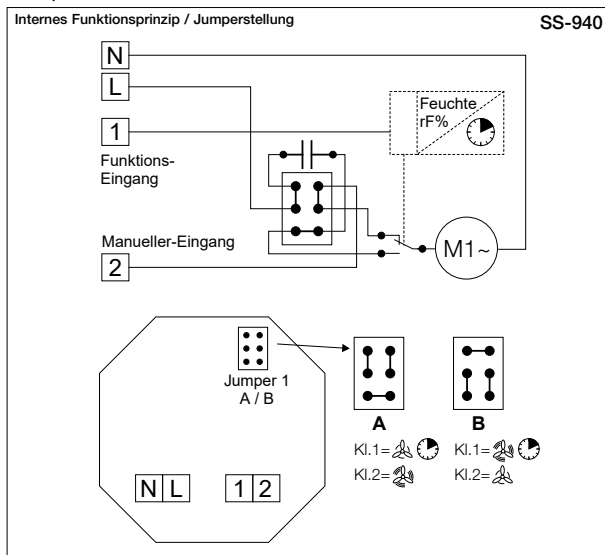 Internes Funktionsprinzip / Jumperstellung
SS-940
N
L
1
Funktions-
Eingang
Feuchte
rF%
Manueller-Eingang
2
M1~
Jumper 1
A / B
N L
1 2
A
B
Kl.1=
Kl.2=
Kl.1=
Kl.2=